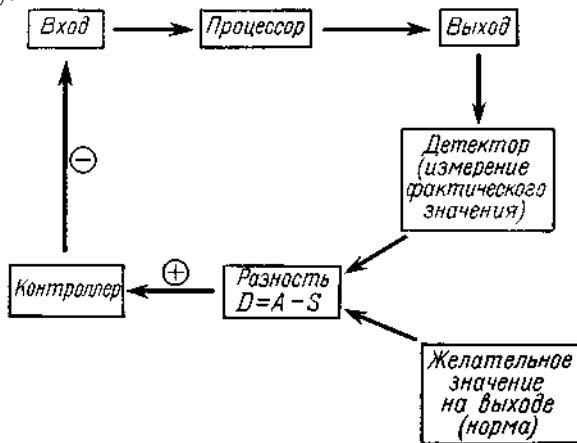 Вход
Процессор
Выход
Детектор
(измерение
фактического
значения)
−
Контроллер
+
Разность
D=A−S
Желательное
значение
на выходе
(норма)